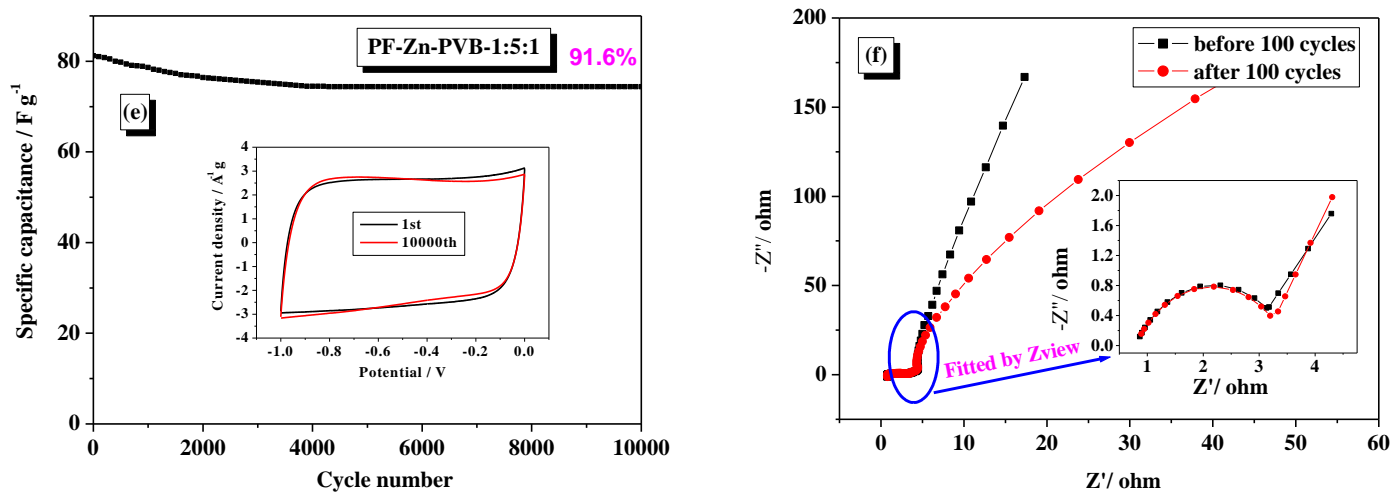 PF-Zn-PVB-1:5:1
91.6%
(e)
Specific capacitance / F g⁻¹
80
60
40
20
0
0 2000 4000 6000 8000 10000
Cycle number
Current density / A⁻¹g
4
3
2
1
0
-1
-2
-3
-4
1st
10000th
-1.0 -0.8 -0.6 -0.4 -0.2 0.0
Potential / V
(f)
before 100 cycles
after 100 cycles
-Z''/ ohm
200
150
100
50
0
0 10 20 30 40 50 60
Z'/ ohm
Fitted by Zview
-Z''/ ohm
2.0
1.6
1.2
0.8
0.4
0.0
1 2 3 4
Z'/ ohm